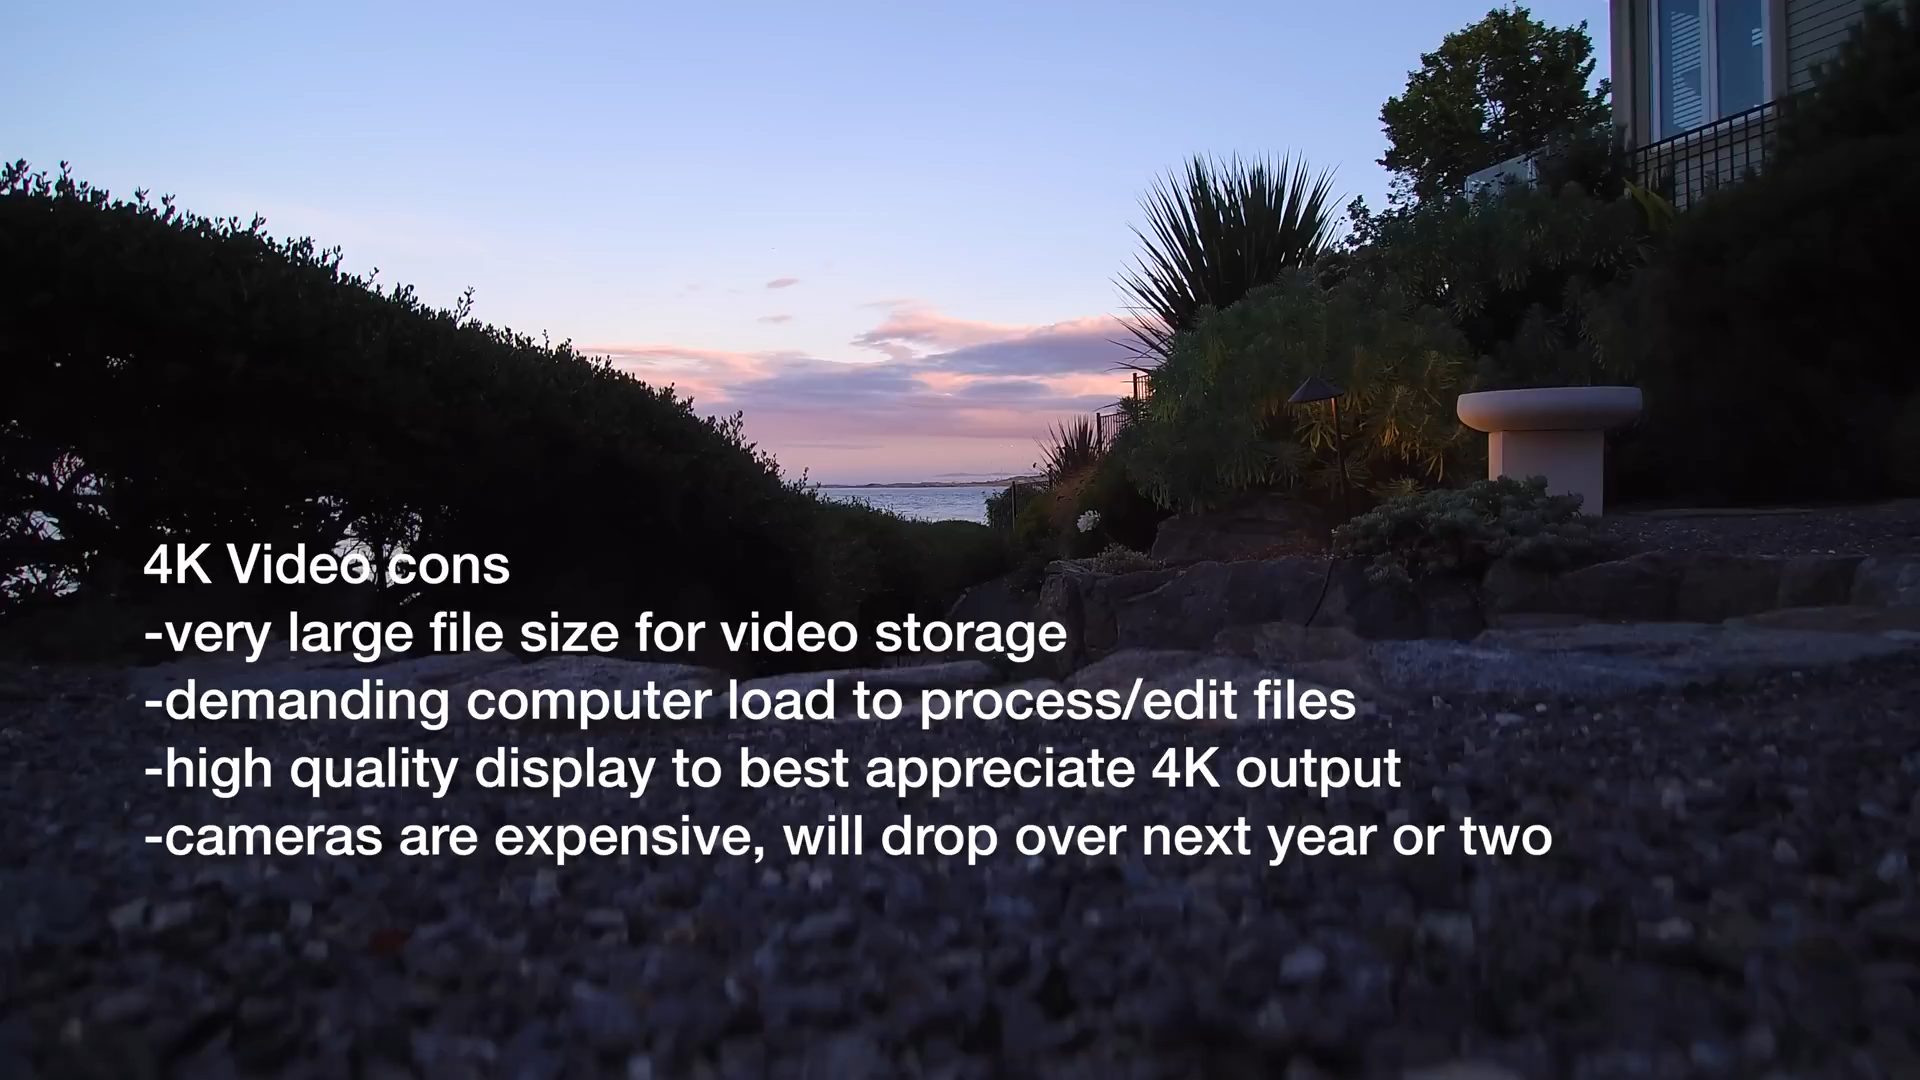 4K Video cons
-very large file size for video storage
-demanding computer load to process/edit files
-high quality display to best appreciate 4K output
-cameras are expensive, will drop over next year or two